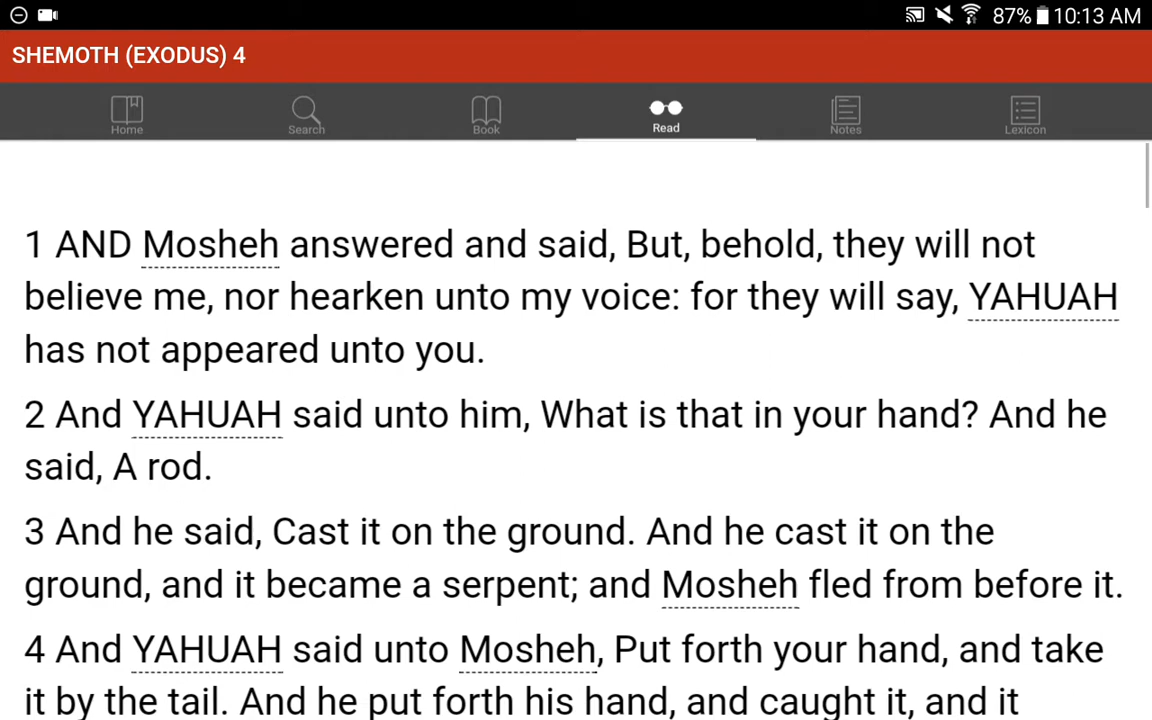 87% 10:13 AM
SHEMOTH (EXODUS) 4
Home Search Book Read Notes Lexicon
1 AND Mosheh answered and said, But, behold, they will not
believe me, nor hearken unto my voice: for they will say, YAHUAH
has not appeared unto you.
2 And YAHUAH said unto him, What is that in your hand? And he
said, A rod.
3 And he said, Cast it on the ground. And he cast it on the
ground, and it became a serpent; and Mosheh fled from before it.
4 And YAHUAH said unto Mosheh, Put forth your hand, and take
it by the tail. And he put forth his hand, and caught it, and it